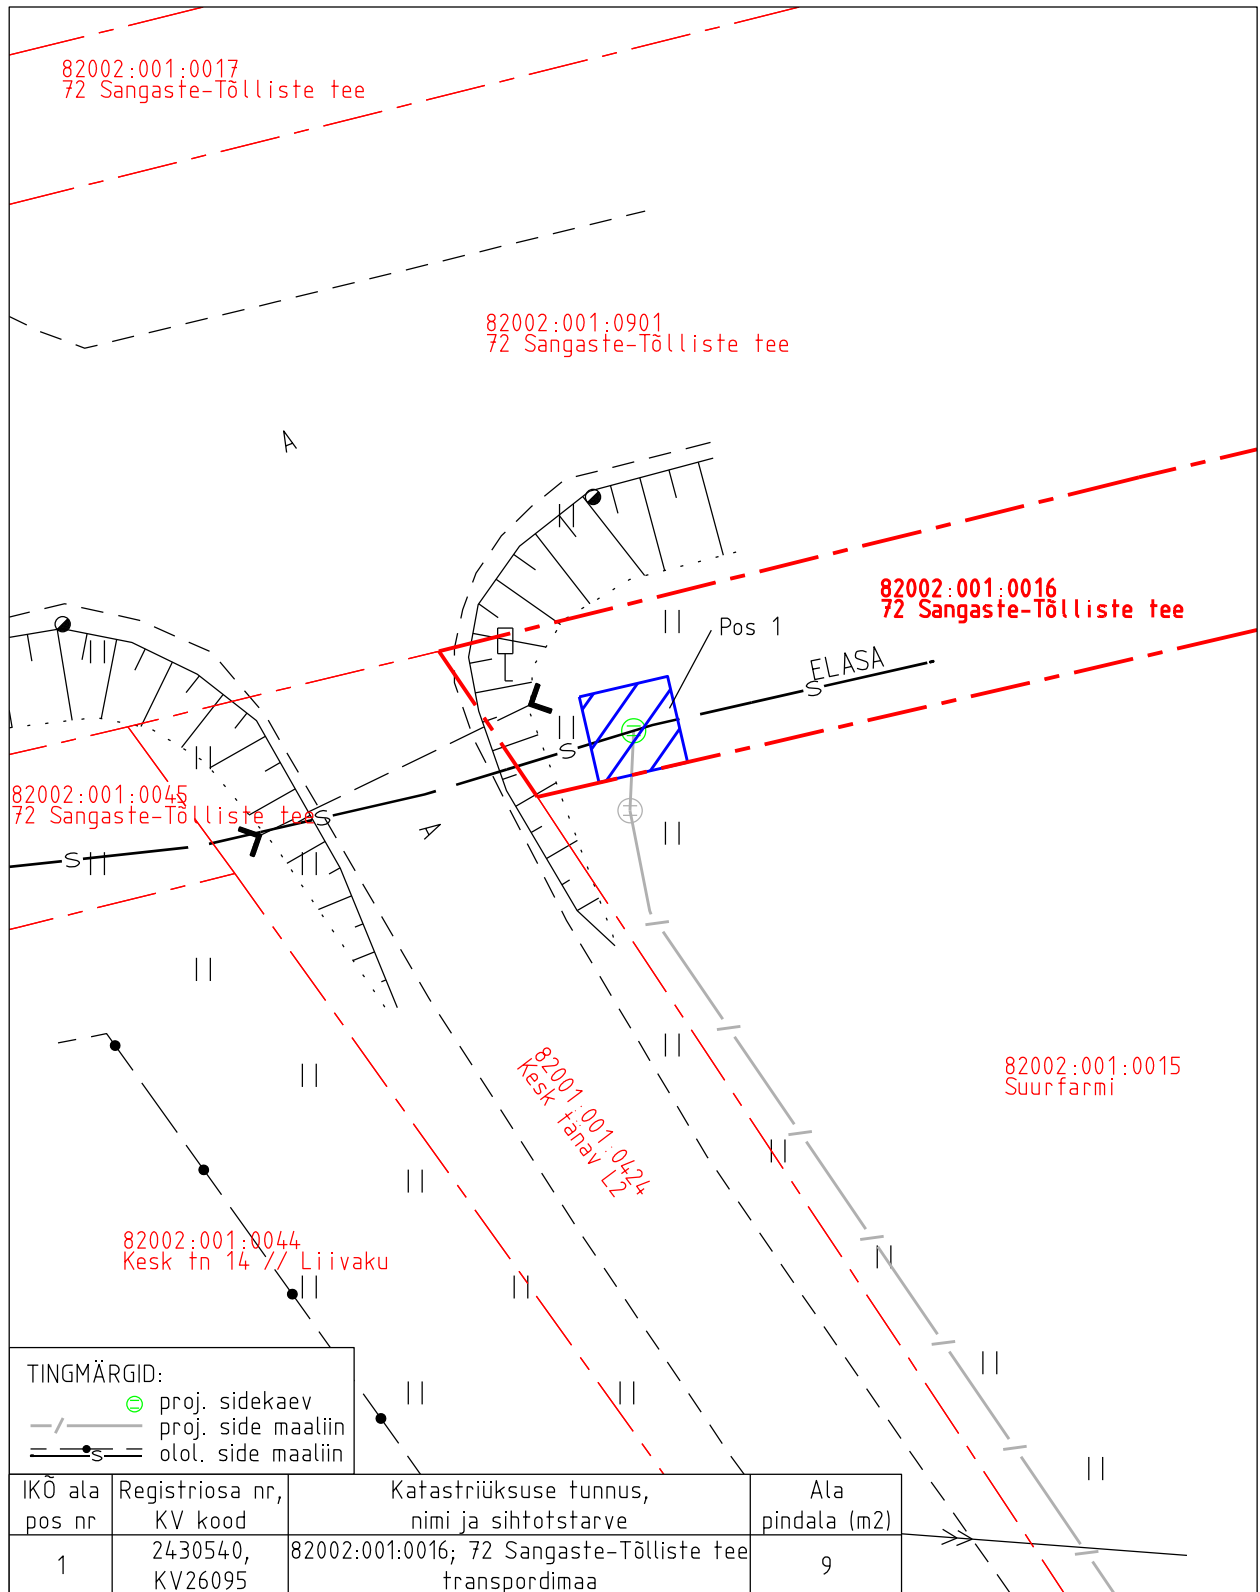 82002:001:0017
72 Sangaste-Tõlliste tee
82002:001:0901
72 Sangaste-Tõlliste tee
A
82002:001:0016
72 Sangaste-Tõlliste tee
Pos 1
ELASA
S
S
82002:001:0045
72 Sangaste-Tõlliste tee
S
A
S
82001:001:0424
Kesk tänav L2
82002:001:0015
Suurfarmi
82002:001:0044
Kesk tn 14 // Liivaku
TINGMÄRGID:
proj. sidekaev
proj. side maaliin
S olol. side maaliin
IKÕ ala pos nr
Registriosa nr, KV kood
Katastriüksuse tunnus, nimi ja sihtotstarve
Ala pindala (m2)
1
2430540, KV26095
82002:001:0016; 72 Sangaste-Tõlliste tee transpordimaa
9